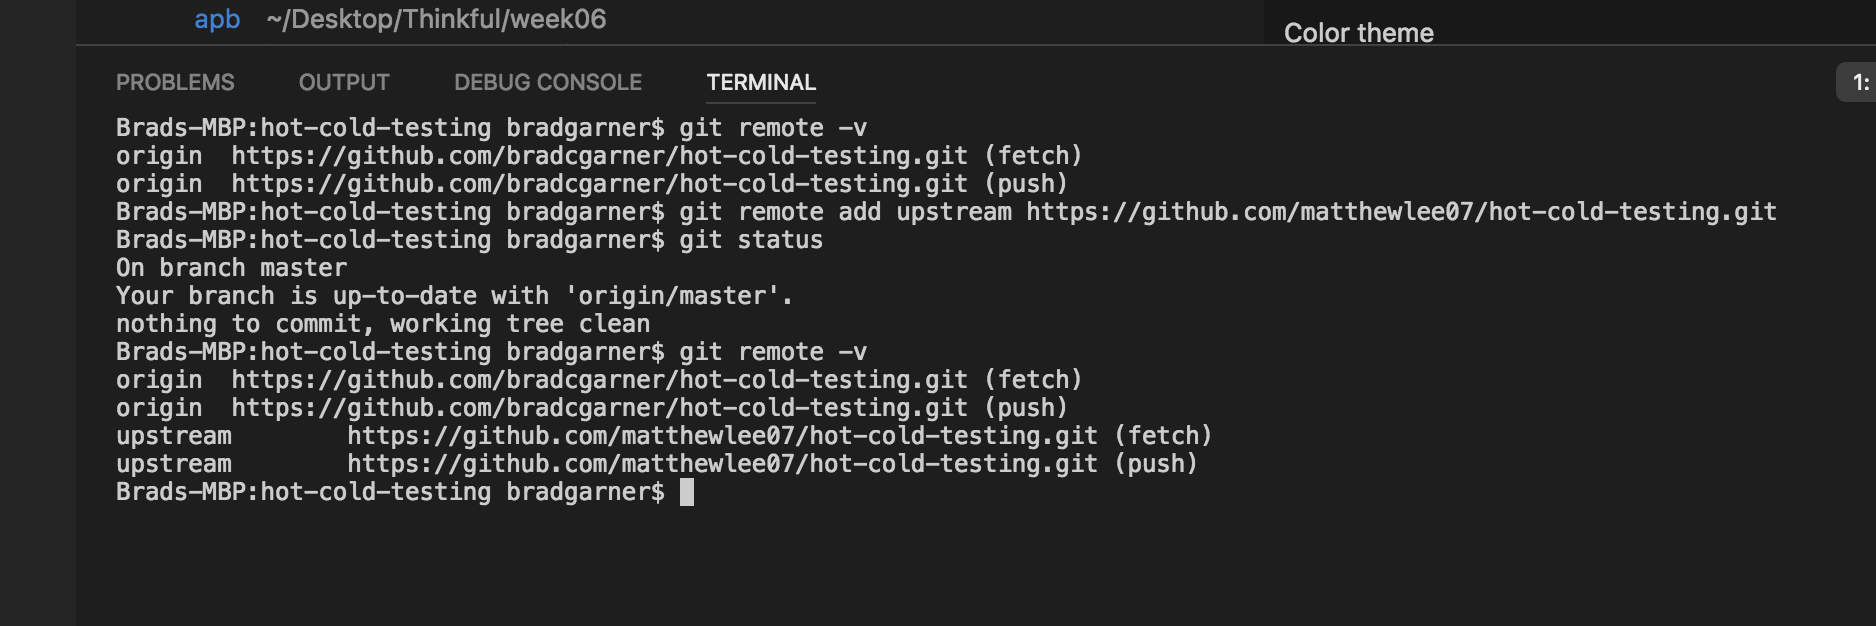 apb ~/Desktop/Thinkful/week06
Color theme
PROBLEMS OUTPUT DEBUG CONSOLE TERMINAL
1:
Brads-MBP:hot-cold-testing bradgarner$ git remote -v
origin  https://github.com/bradcgarner/hot-cold-testing.git (fetch)
origin  https://github.com/bradcgarner/hot-cold-testing.git (push)
Brads-MBP:hot-cold-testing bradgarner$ git remote add upstream https://github.com/matthewlee07/hot-cold-testing.git
Brads-MBP:hot-cold-testing bradgarner$ git status
On branch master
Your branch is up-to-date with 'origin/master'.
nothing to commit, working tree clean
Brads-MBP:hot-cold-testing bradgarner$ git remote -v
origin  https://github.com/bradcgarner/hot-cold-testing.git (fetch)
origin  https://github.com/bradcgarner/hot-cold-testing.git (push)
upstream        https://github.com/matthewlee07/hot-cold-testing.git (fetch)
upstream        https://github.com/matthewlee07/hot-cold-testing.git (push)
Brads-MBP:hot-cold-testing bradgarner$